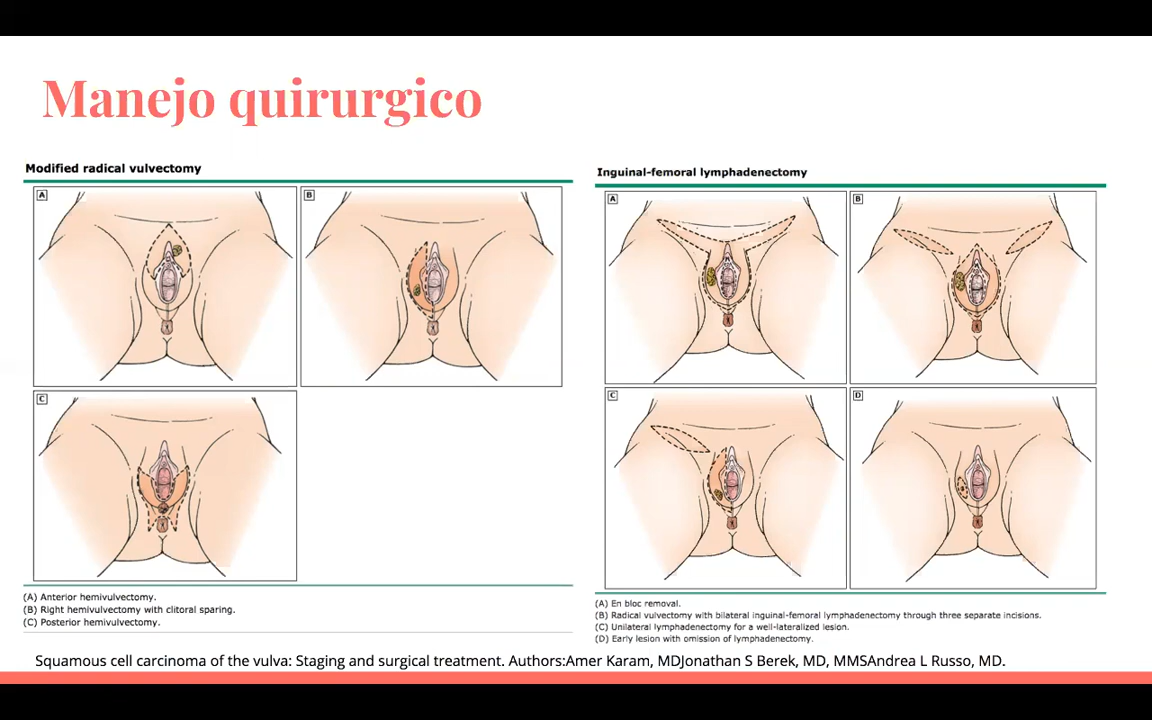 Manejo quirurgico
Modified radical vulvectomy
A
B
C
(A) Anterior hemivulvectomy.
(B) Right hemivulvectomy with clitoral sparing.
(C) Posterior hemivulvectomy.
Inguinal-femoral lymphadenectomy
A
B
C
D
(A) En bloc removal.
(B) Radical vulvectomy with bilateral inguinal-femoral lymphadenectomy through three separate incisions.
(C) Unilateral lymphadenectomy for a well-lateralized lesion.
(D) Early lesion with omission of lymphadenectomy.
Squamous cell carcinoma of the vulva: Staging and surgical treatment. Authors:Amer Karam, MDJonathan S Berek, MD, MMSAndrea L Russo, MD.